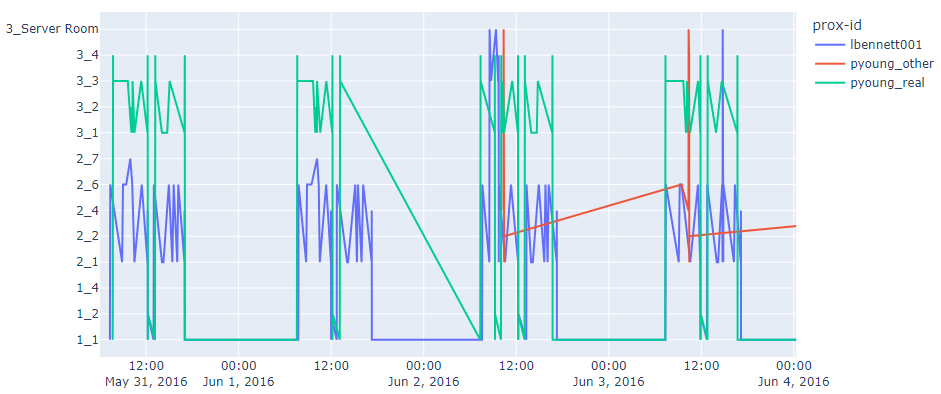 prox-id
lbennett001
pyoung_other
pyoung_real
3_Server Room
3_4
3_3
3_2
3_1
2_7
2_6
2_4
2_2
2_1
1_4
1_2
1_1
12:00 00:00 12:00 00:00 12:00 00:00 12:00 00:00
May 31, 2016 Jun 1, 2016 Jun 2, 2016 Jun 3, 2016 Jun 4, 2016